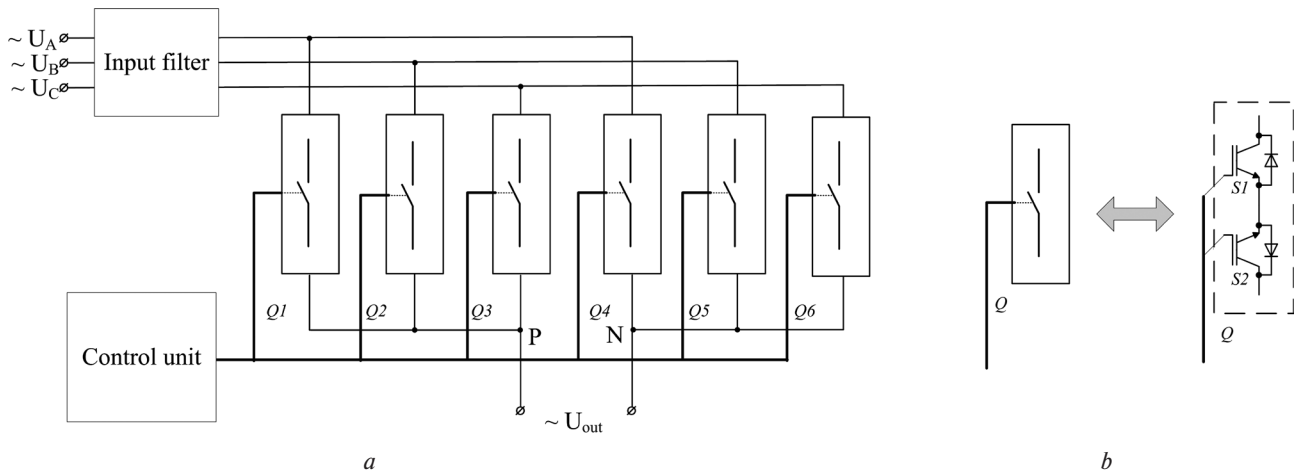 ~ U_A
~ U_B
~ U_C
Input filter
Q1
Q2
Q3
Q4
Q5
Q6
P
N
Control unit
~ U_out
a
Q
S1
S2
Q
b